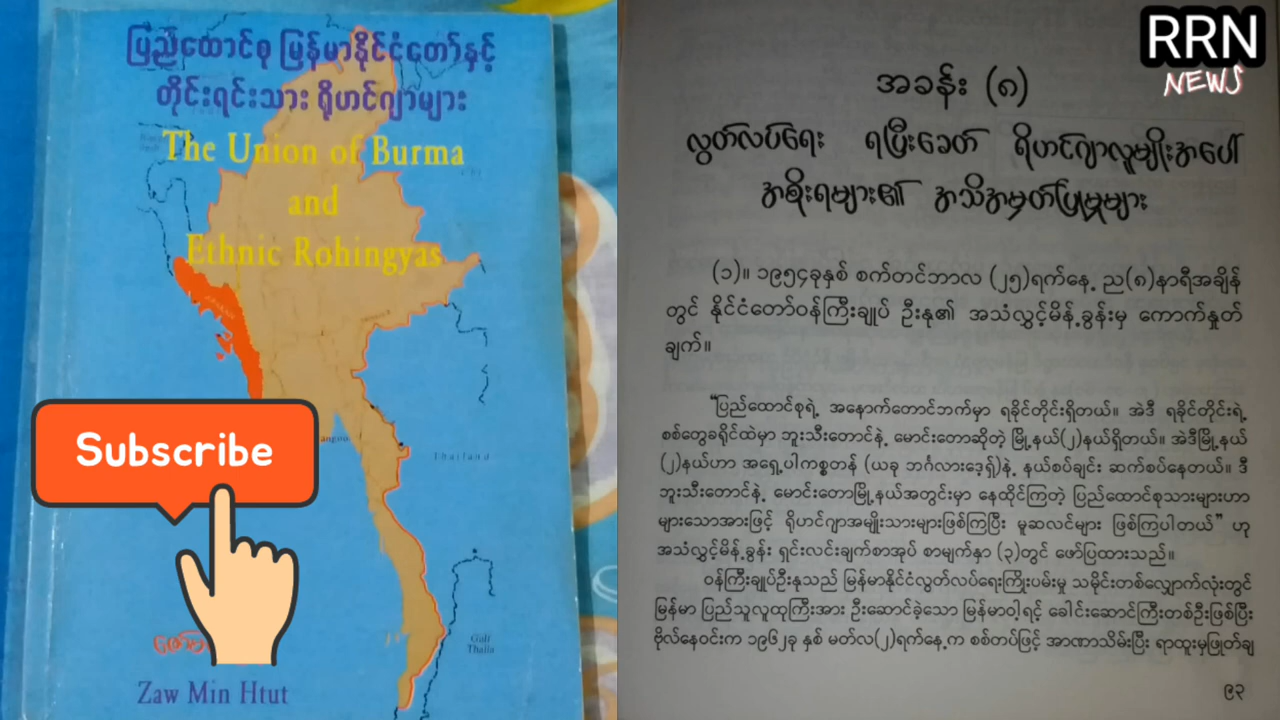 ပြည်ထောင်စု မြန်မာနိုင်ငံတော်နှင့်
တိုင်းရင်းသား ရိုဟင်ဂျာများ
The Union of Burma
and
Ethnic Rohingyas
Subscribe
Thailand
Gulf
Thaila
Zaw Min Htut
RRN
NEWS
အခန်း (၈)
လွတ်လပ်ရေး ရပြီးခေတ် ရိုဟင်ဂျာလူမျိုးအပေါ်
အစိုးရများ၏ အသိအမှတ်ပြုမှုများ
(၁)။ ၁၉၅၄ခုနှစ် စက်တင်ဘာလ (၂၅)ရက်နေ့ ည(၈)နာရီအချိန်
တွင် နိုင်ငံတော်ဝန်ကြီးချုပ် ဦးနု၏ အသံလွှင့်မိန့်ခွန်းမှ ကောက်နှုတ်
ချက်။
“ပြည်ထောင်စုရဲ့ အနောက်တောင်ဘက်မှာ ရခိုင်တိုင်းရှိတယ်။ အဲဒီ ရခိုင်တိုင်းရဲ့
စစ်တွေခရိုင်ထဲမှာ ဘူးသီးတောင်နဲ့ မောင်းတောဆိုတဲ့ မြို့နယ်(၂)နယ်ရှိတယ်။ အဲဒီမြို့နယ်
(၂)နယ်ဟာ အရှေ့ပါကစ္စတန် (ယခု ဘင်္ဂလားဒေ့ရှ်)နဲ့ နယ်စပ်ချင်း ဆက်စပ်နေတယ်။ ဒီ
ဘူးသီးတောင်နဲ့ မောင်းတောမြို့နယ်အတွင်းမှာ နေထိုင်ကြတဲ့ ပြည်ထောင်စုသားများဟာ
များသောအားဖြင့် ရိုဟင်ဂျာအမျိုးသားများဖြစ်ကြပြီး မူဆလင်များ ဖြစ်ကြပါတယ်” ဟု
အသံလွှင့်မိန့်ခွန်း ရှင်းလင်းချက်စာအုပ် စာမျက်နှာ (၃)တွင် ဖော်ပြထားသည်။
ဝန်ကြီးချုပ်ဦးနုသည် မြန်မာနိုင်ငံလွတ်လပ်ရေးကြိုးပမ်းမှု သမိုင်းတစ်လျှောက်လုံးတွင်
မြန်မာ ပြည်သူလူထုကြီးအား ဦးဆောင်ခဲ့သော မြန်မာဝါ့ရင့် ခေါင်းဆောင်ကြီးတစ်ဦးဖြစ်ပြီး
ဗိုလ်နေဝင်းက ၁၉၆၂ခု နှစ် မတ်လ(၂)ရက်နေ့က စစ်တပ်ဖြင့် အာဏာသိမ်းပြီး ရာထူးမှဖြုတ်ချ
၉၃